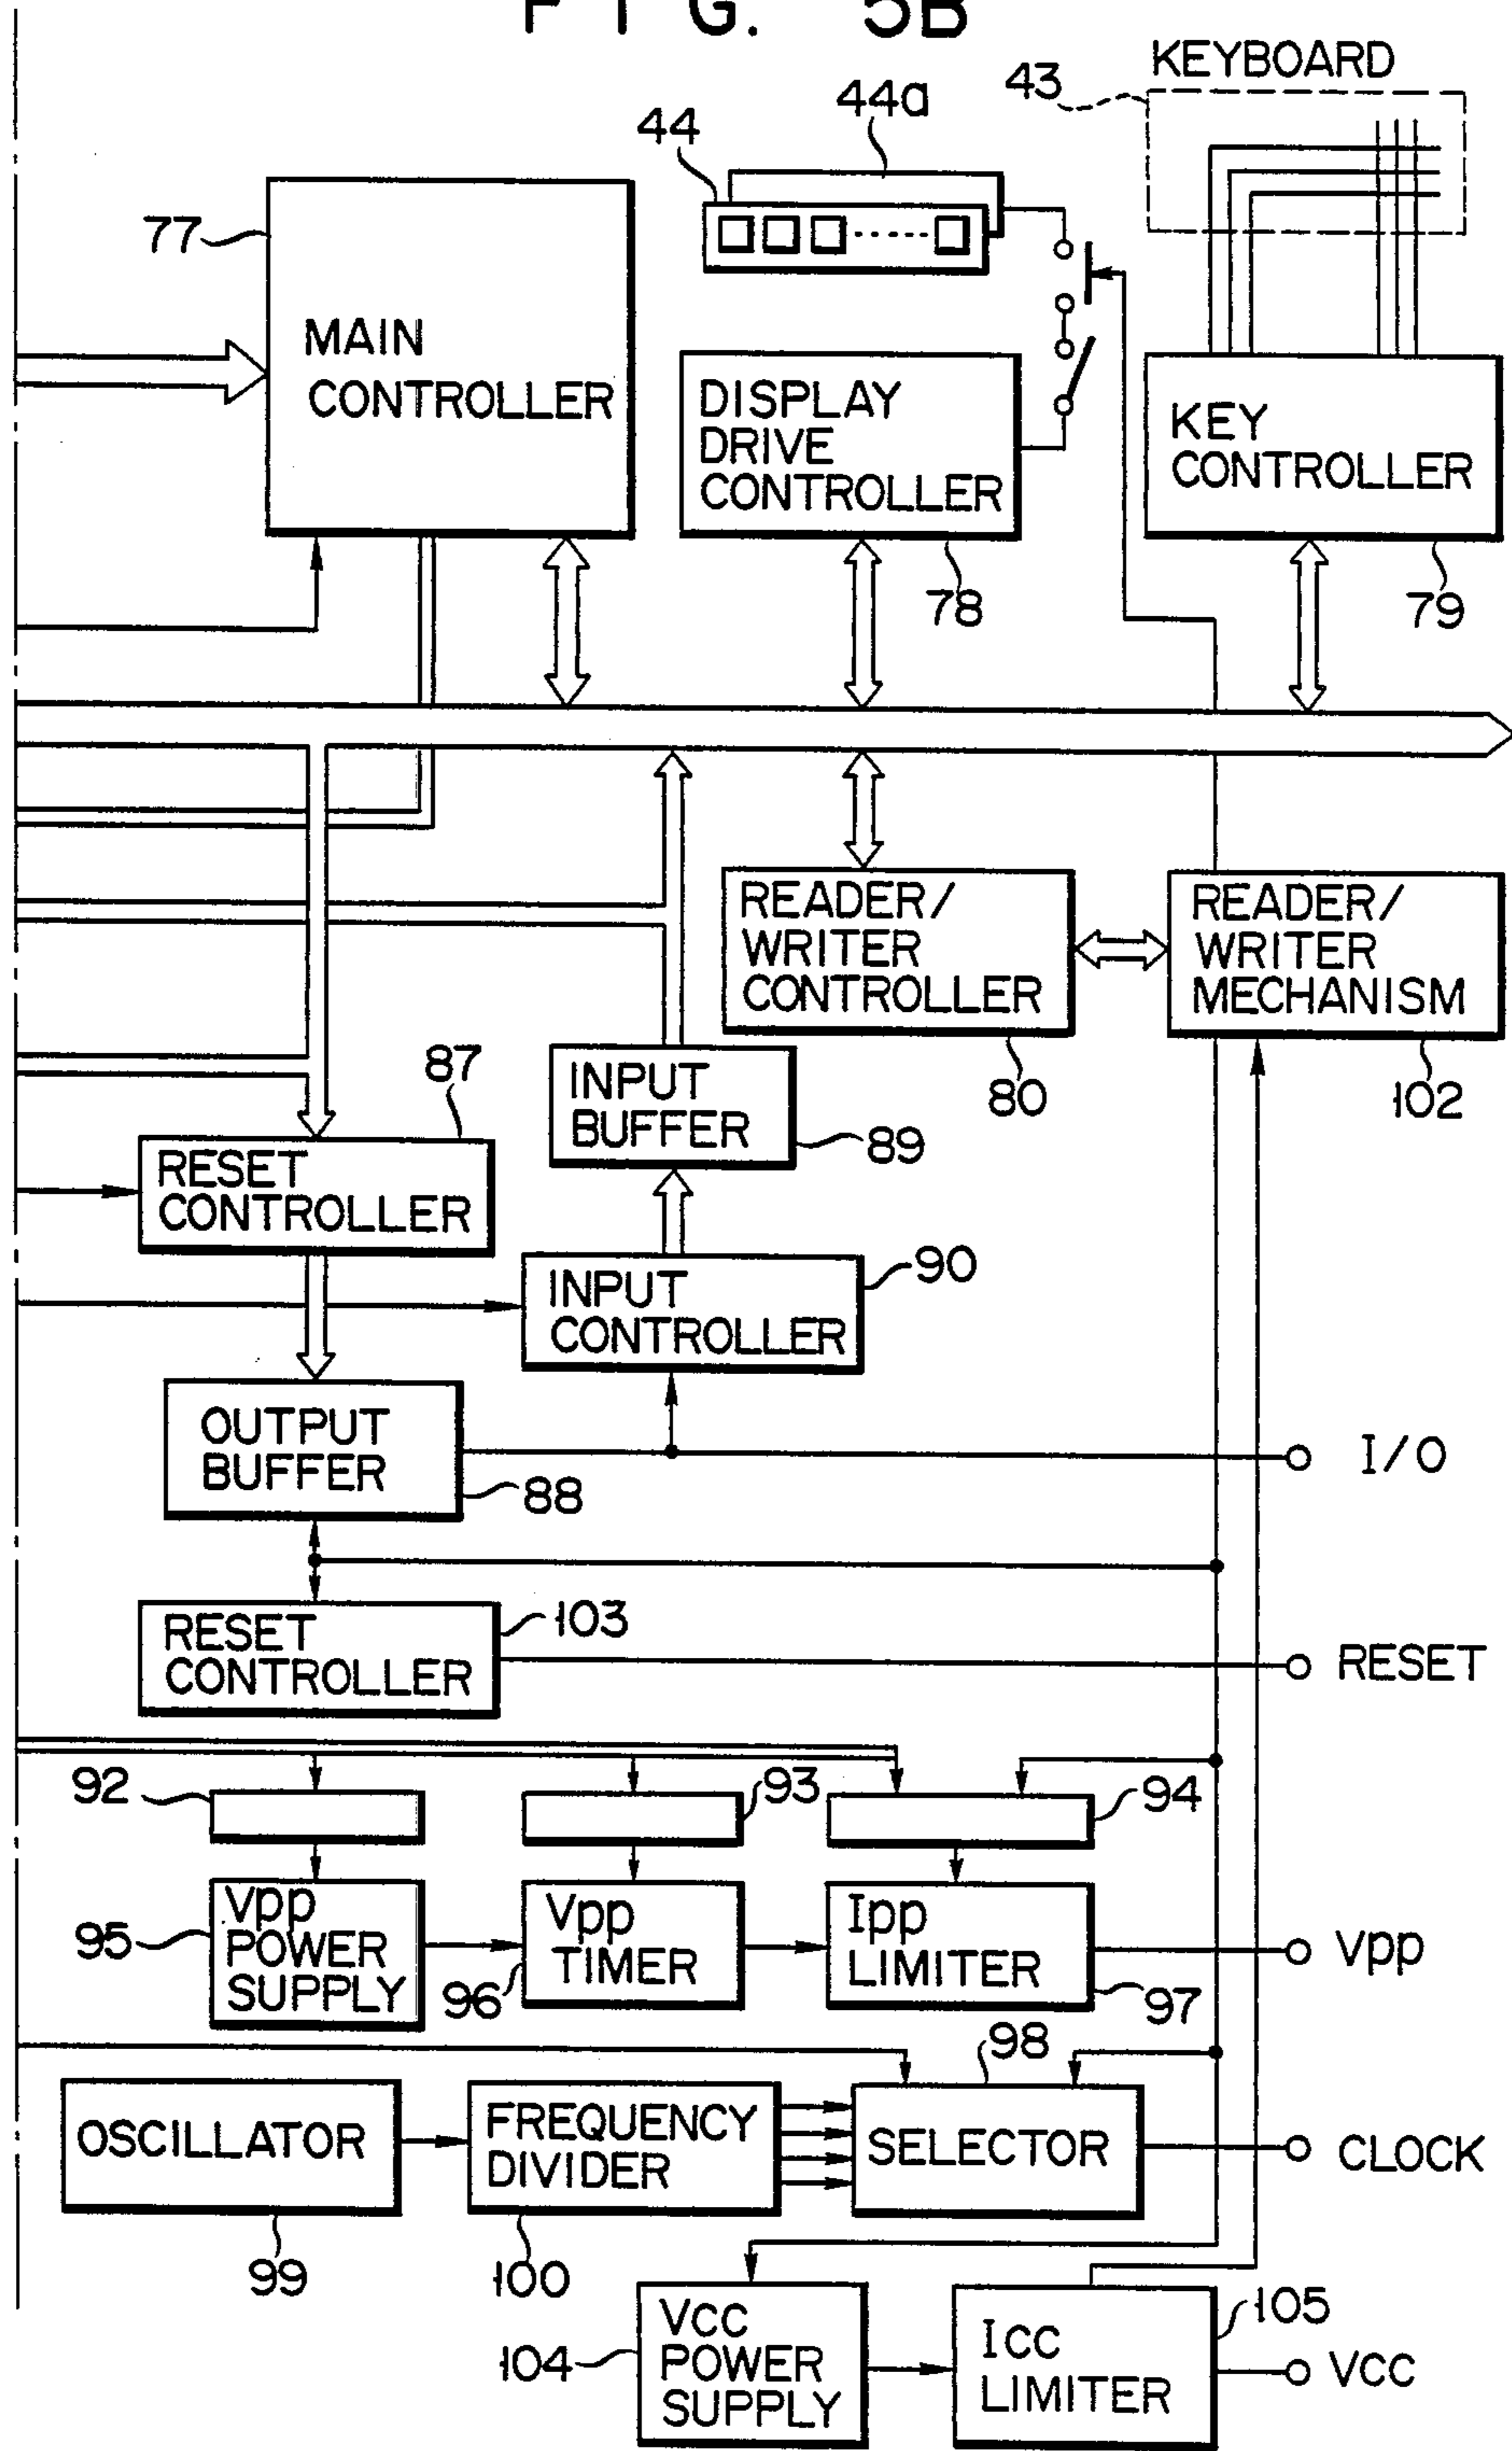 F I G. 5B
KEYBOARD
43
44a
44
77
MAIN
CONTROLLER
DISPLAY
DRIVE
CONTROLLER
KEY
CONTROLLER
78
79
READER/
WRITER
CONTROLLER
READER/
WRITER
MECHANISM
80
102
87
INPUT
BUFFER
89
RESET
CONTROLLER
90
INPUT
CONTROLLER
OUTPUT
BUFFER
88
I/O
103
RESET
CONTROLLER
RESET
92
93
94
Vpp
POWER
SUPPLY
95
Vpp
TIMER
96
Ipp
LIMITER
97
Vpp
98
OSCILLATOR
FREQUENCY
DIVIDER
SELECTOR
CLOCK
99
100
105
VCC
POWER
SUPPLY
104
ICC
LIMITER
VCC